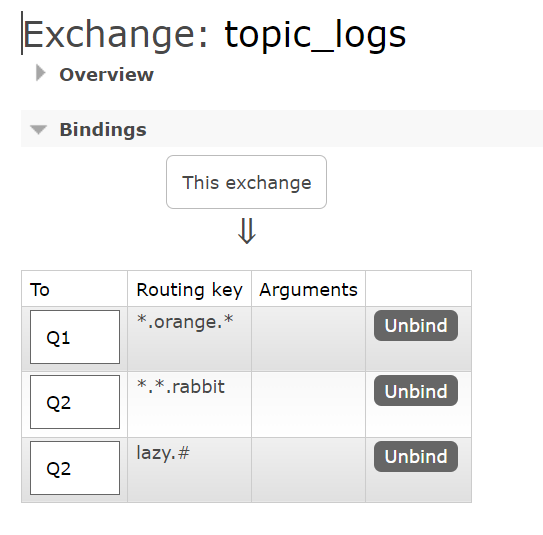 Exchange: topic_logs
Overview
Bindings
This exchange
⇓
To Routing key Arguments
Q1 *.orange.* Unbind
Q2 *.*.rabbit Unbind
Q2 lazy.# Unbind